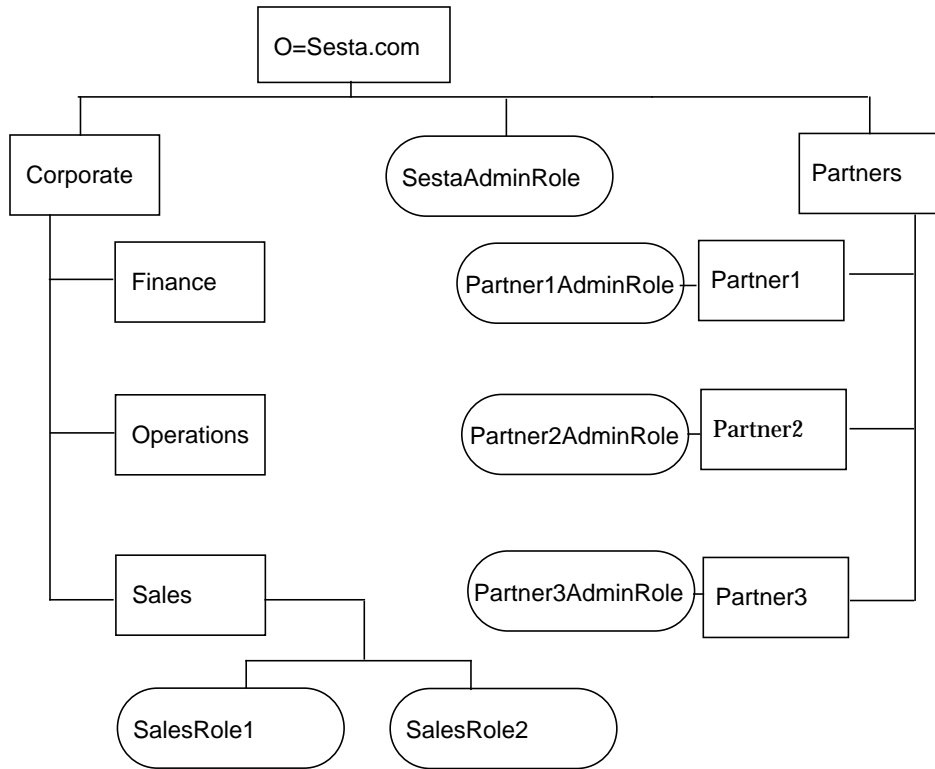 O=Sesta.com
Corporate
SestaAdminRole
Partners
Finance
Partner1AdminRole
Partner1
Operations
Partner2AdminRole
Partner2
Sales
Partner3AdminRole
Partner3
SalesRole1
SalesRole2